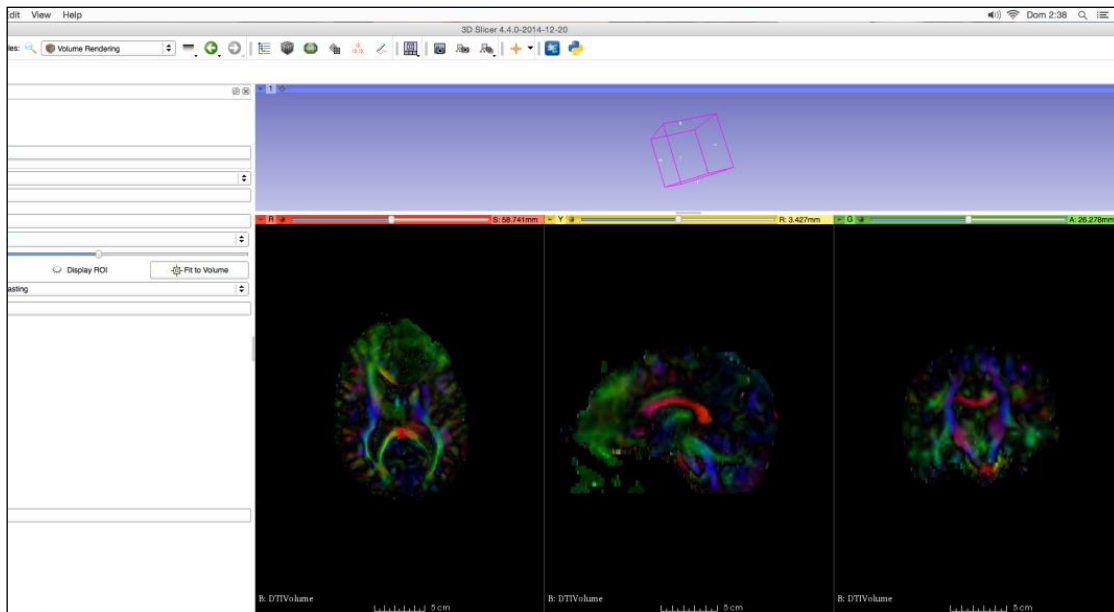 dit View Help
Dom 2:38
3D Slicer 4.4.0-2014-12-20
les: Volume Rendering
1
R S: 58.741mm
Y R: 3.427mm
G A: 26.278mm
Display ROI Fit to Volume
asting
B: DTIVolume 5 cm
B: DTIVolume 5 cm
B: DTIVolume 5 cm